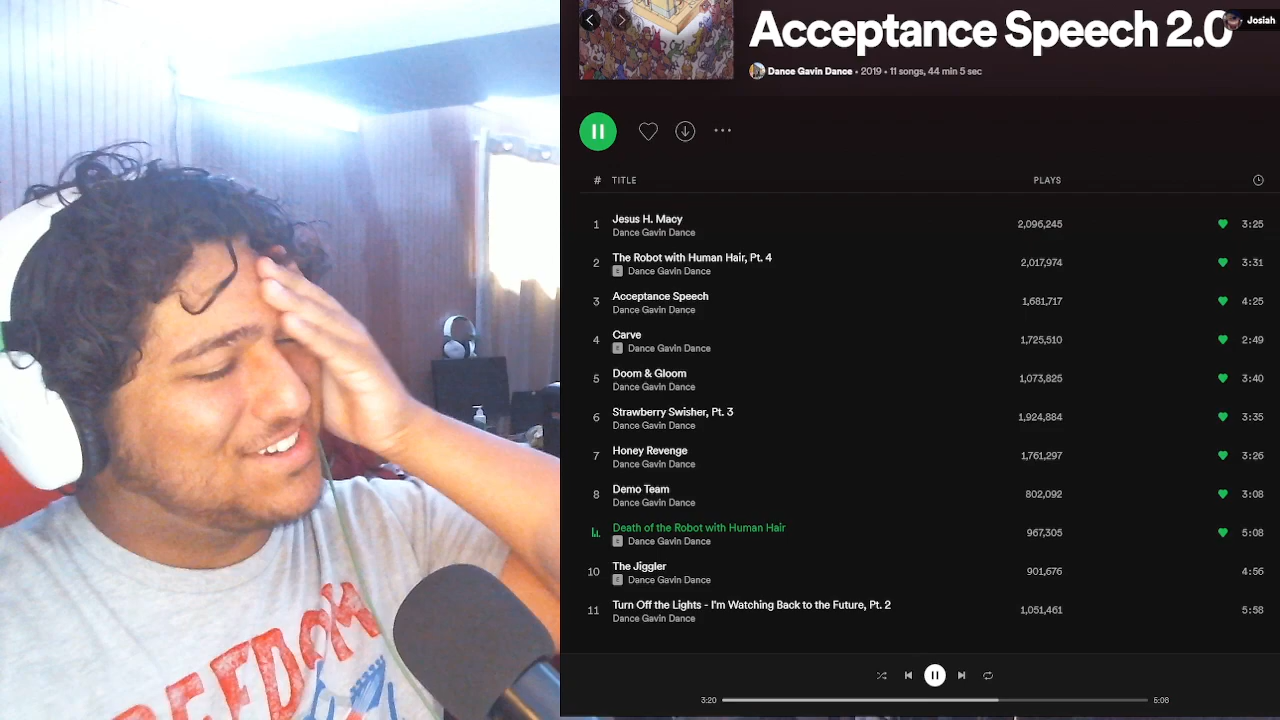 Acceptance Speech 2.0
Josiah
Dance Gavin Dance • 2019 • 11 songs, 44 min 5 sec
# TITLE PLAYS
1 Jesus H. Macy 2,096,245 3:25
Dance Gavin Dance
2 The Robot with Human Hair, Pt. 4 2,017,974 3:31
E Dance Gavin Dance
3 Acceptance Speech 1,681,717 4:25
Dance Gavin Dance
4 Carve 1,725,510 2:49
E Dance Gavin Dance
5 Doom & Gloom 1,073,825 3:40
Dance Gavin Dance
6 Strawberry Swisher, Pt. 3 1,924,884 3:35
Dance Gavin Dance
7 Honey Revenge 1,761,297 3:26
Dance Gavin Dance
8 Demo Team 802,092 3:08
Dance Gavin Dance
Death of the Robot with Human Hair 967,305 5:08
E Dance Gavin Dance
10 The Jiggler 901,676 4:56
E Dance Gavin Dance
11 Turn Off the Lights - I'm Watching Back to the Future, Pt. 2 1,051,461 5:58
Dance Gavin Dance
3:20 5:08
FREEDOM